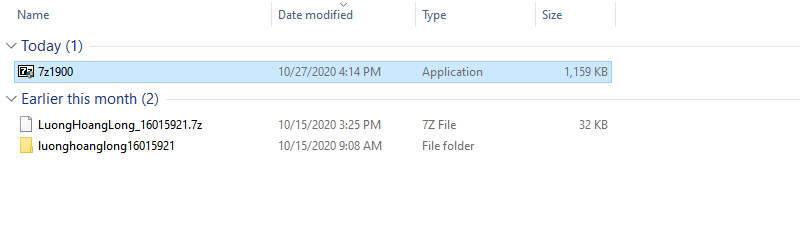 Name Date modified Type Size
Today (1)
7z1900 10/27/2020 4:14 PM Application 1,159 KB
Earlier this month (2)
LuongHoangLong_16015921.7z 10/15/2020 3:25 PM 7Z File 32 KB
luonghoanglong16015921 10/15/2020 9:08 AM File folder